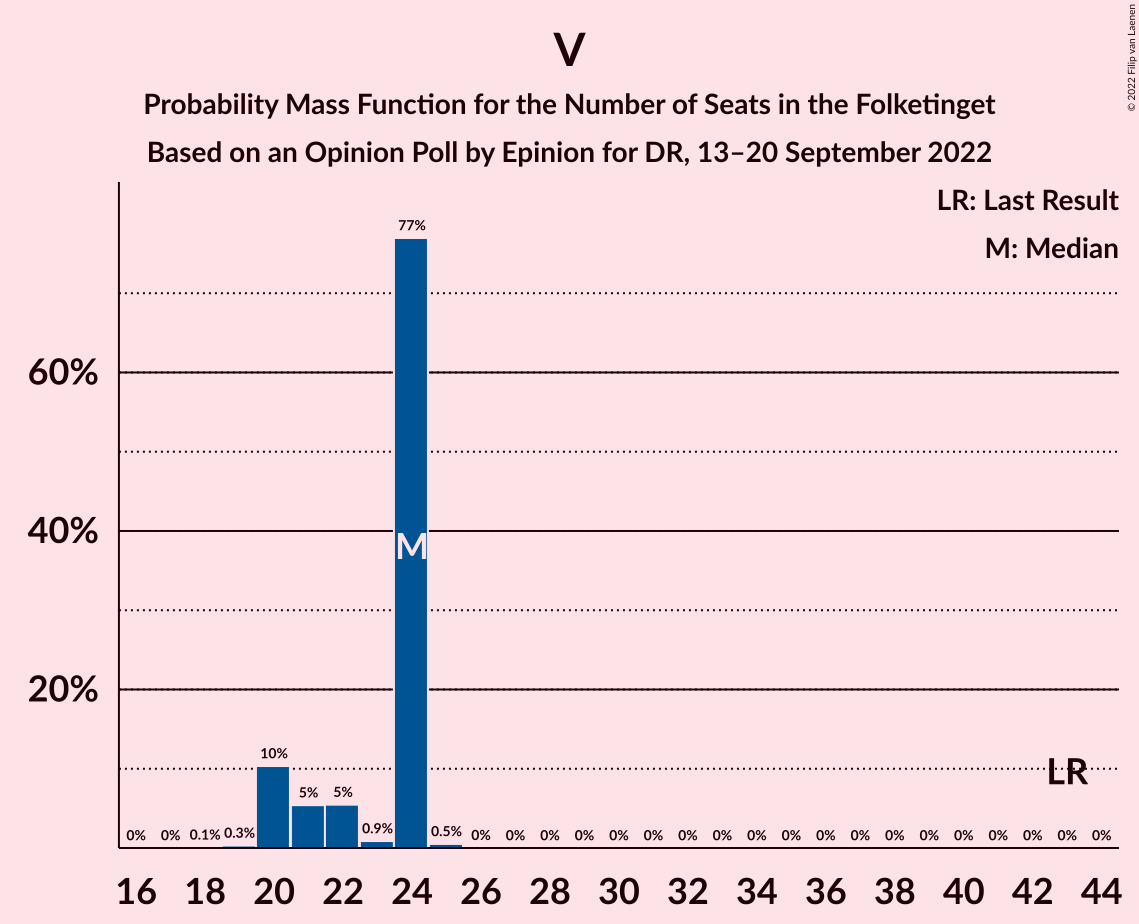 V
Probability Mass Function for the Number of Seats in the Folketinget
Based on an Opinion Poll by Epinion for DR, 13–20 September 2022
© 2022 Filip van Laenen
LR: Last Result
M: Median
77%
60%
40%
M
20%
10%
LR
5% 5%
0% 0% 0.1% 0.3% 0.9% 0.5% 0% 0% 0% 0% 0% 0% 0% 0% 0% 0% 0% 0% 0% 0% 0% 0% 0% 0% 0%
16 18 20 22 24 26 28 30 32 34 36 38 40 42 44